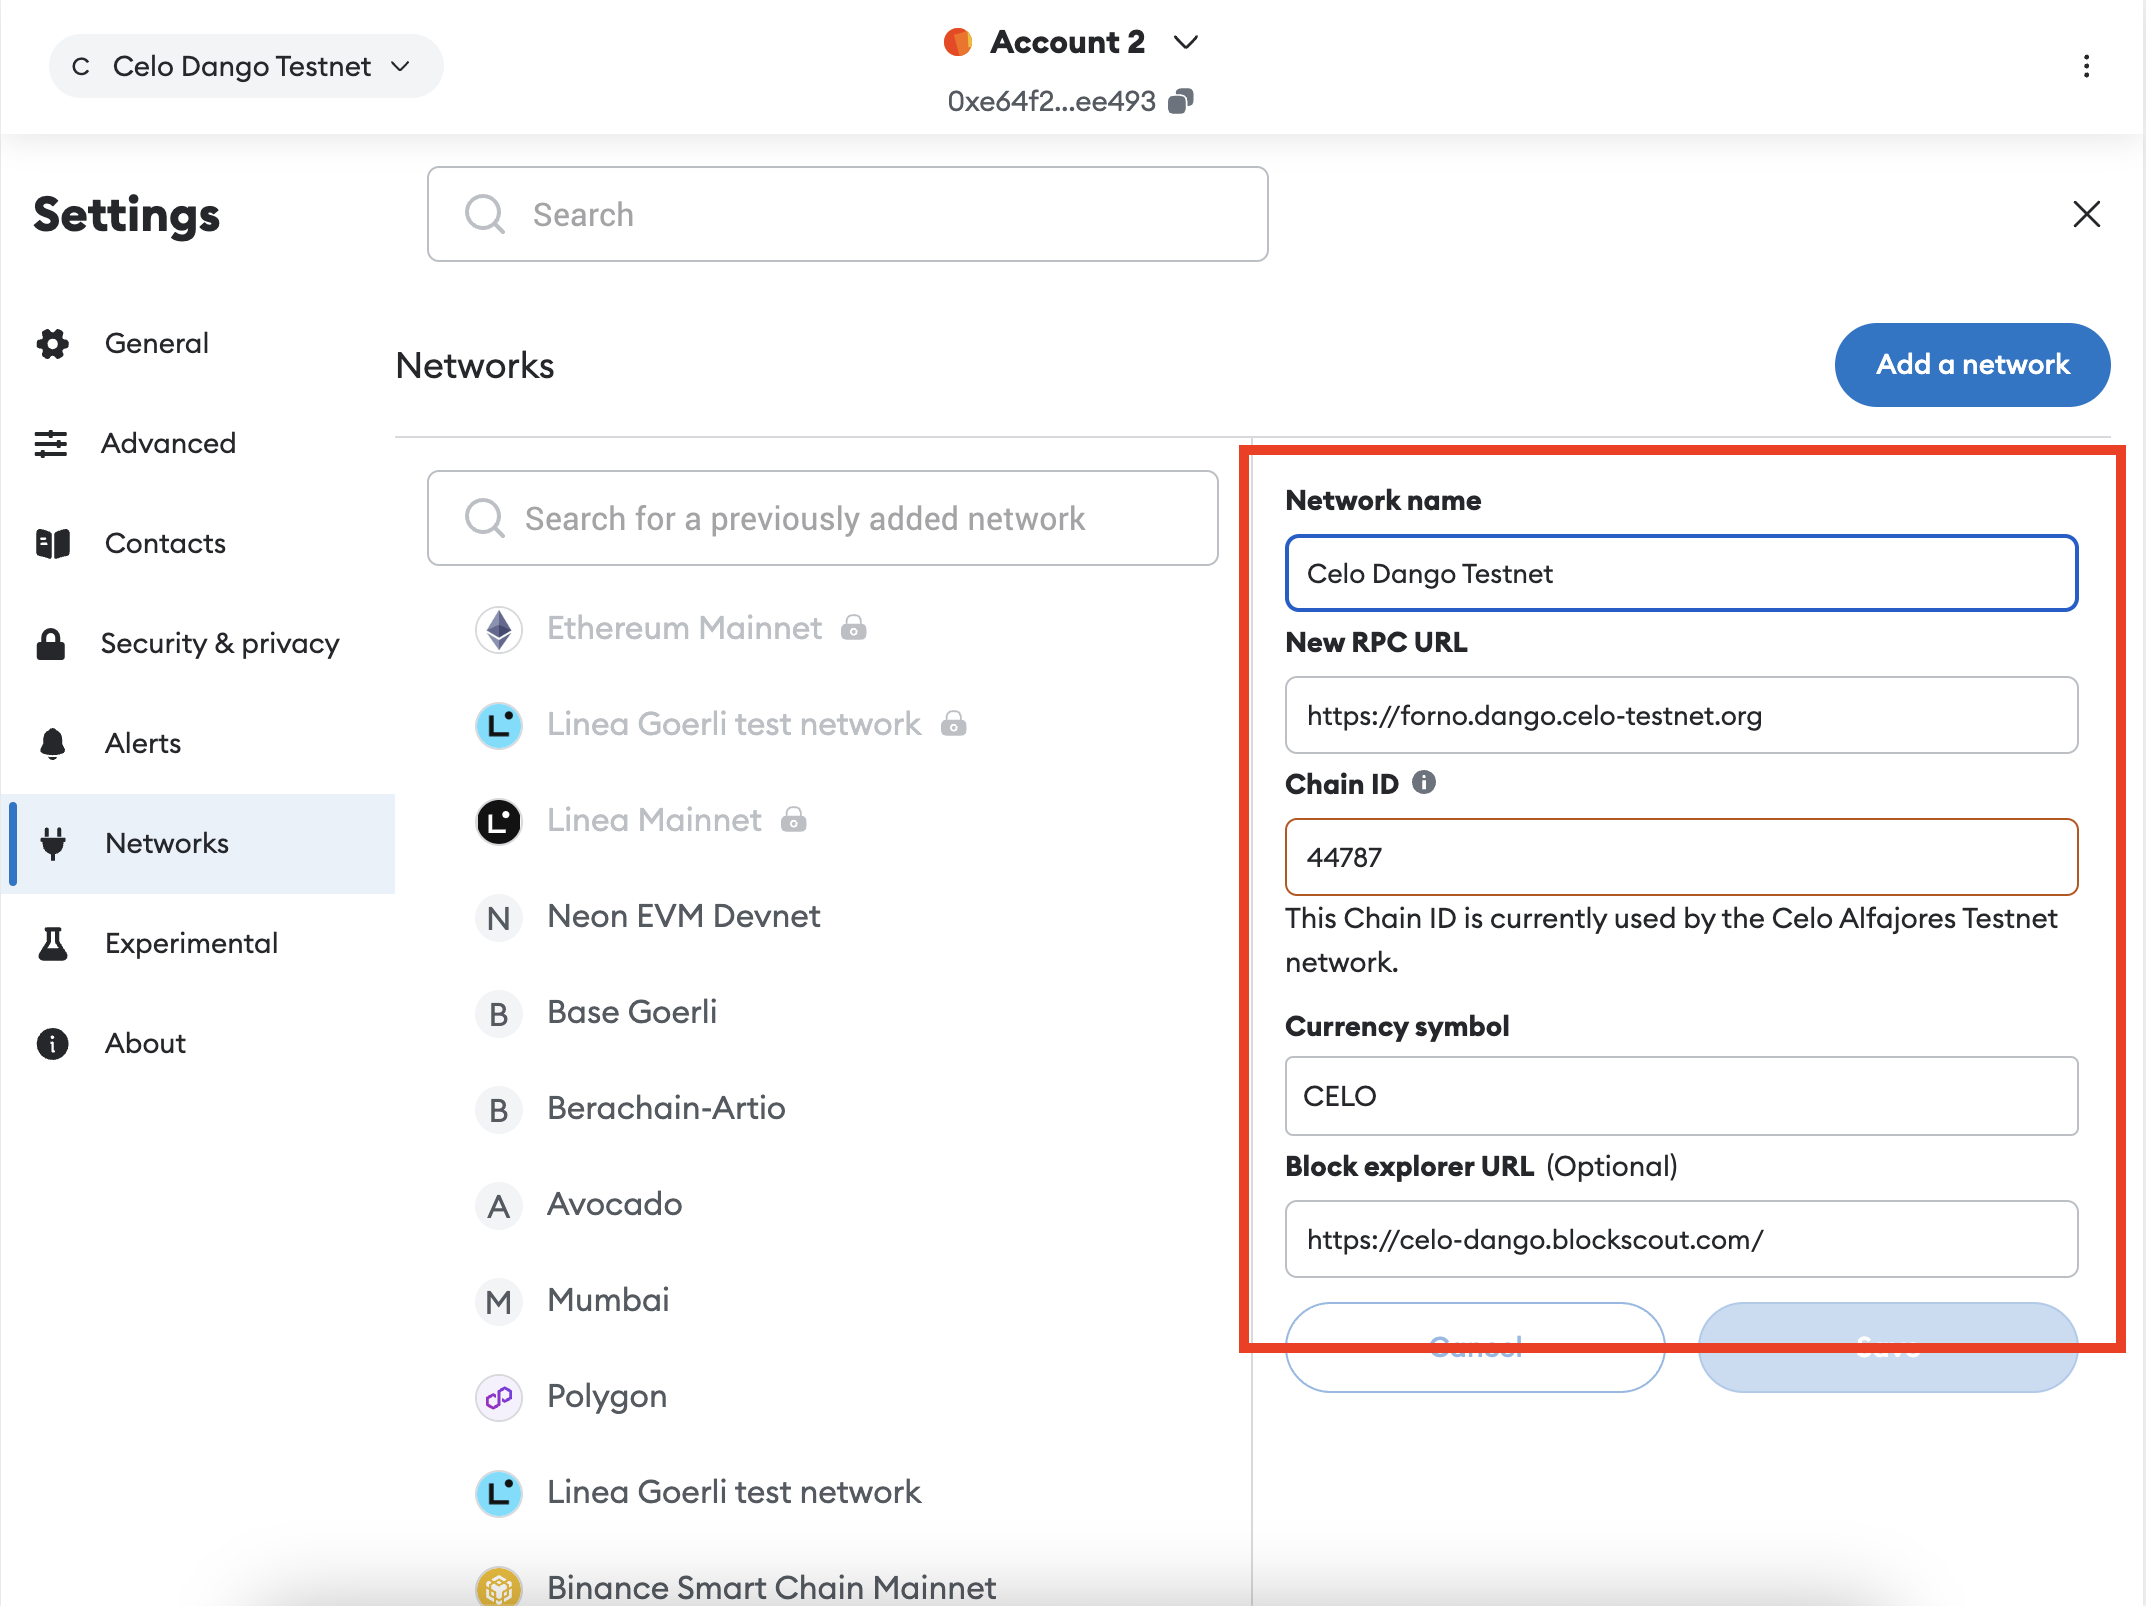 C Celo Dango Testnet
Account 2
0xe64f2...ee493
Settings
Search
General
Advanced
Contacts
Security & privacy
Alerts
Networks
Experimental
About
Networks
Add a network
Search for a previously added network
Ethereum Mainnet
Linea Goerli test network
Linea Mainnet
N Neon EVM Devnet
B Base Goerli
B Berachain-Artio
A Avocado
M Mumbai
Polygon
Linea Goerli test network
Binance Smart Chain Mainnet
Network name
Celo Dango Testnet
New RPC URL
https://forno.dango.celo-testnet.org
Chain ID
44787
This Chain ID is currently used by the Celo Alfajores Testnet
network.
Currency symbol
CELO
Block explorer URL (Optional)
https://celo-dango.blockscout.com/
Cancel
Save